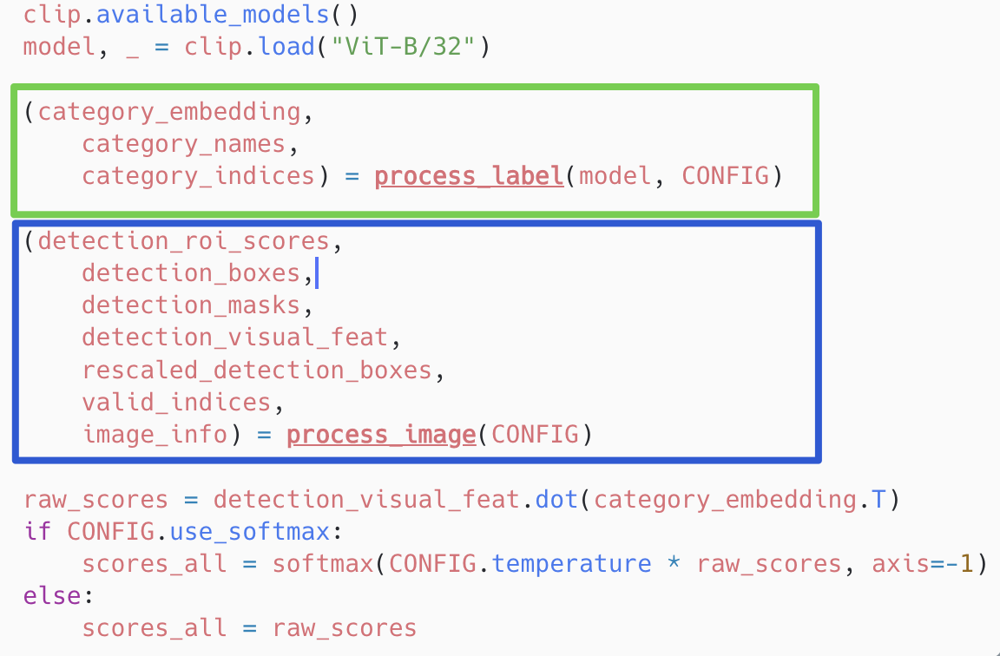 clip.available_models()
model, _ = clip.load("ViT-B/32")
(category_embedding,
    category_names,
    category_indices) = process_label(model, CONFIG)
(detection_roi_scores,
    detection_boxes,
    detection_masks,
    detection_visual_feat,
    rescaled_detection_boxes,
    valid_indices,
    image_info) = process_image(CONFIG)
raw_scores = detection_visual_feat.dot(category_embedding.T)
if CONFIG.use_softmax:
    scores_all = softmax(CONFIG.temperature * raw_scores, axis=-1)
else:
    scores_all = raw_scores